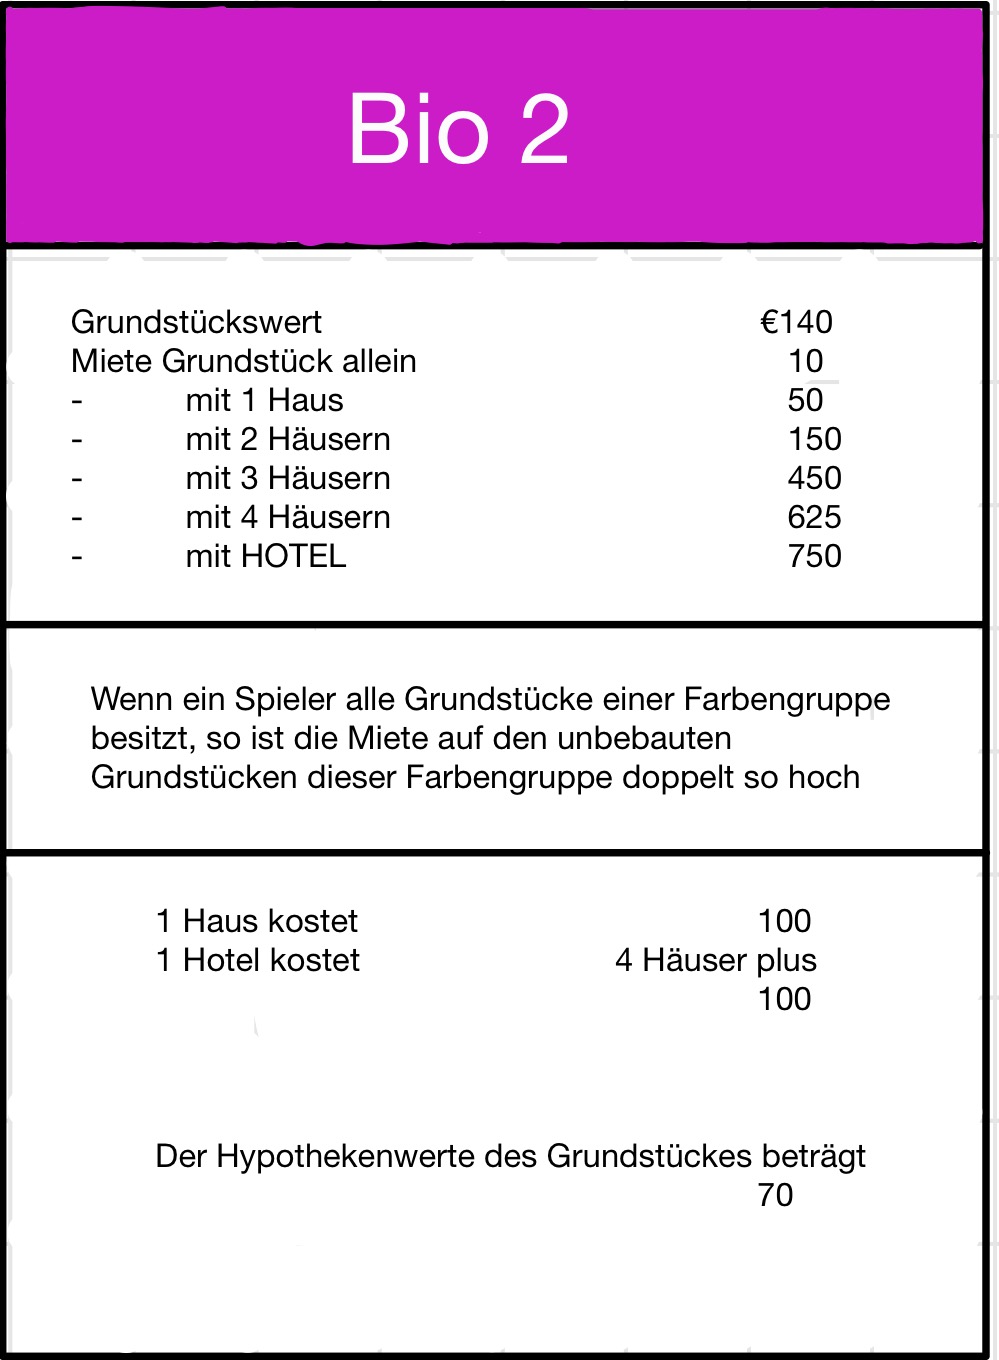 Bio 2
Grundstückswert €140
Miete Grundstück allein 10
- mit 1 Haus 50
- mit 2 Häusern 150
- mit 3 Häusern 450
- mit 4 Häusern 625
- mit HOTEL 750
Wenn ein Spieler alle Grundstücke einer Farbengruppe
besitzt, so ist die Miete auf den unbebauten
Grundstücken dieser Farbengruppe doppelt so hoch
1 Haus kostet 100
1 Hotel kostet 4 Häuser plus
100
Der Hypothekenwerte des Grundstückes beträgt
70